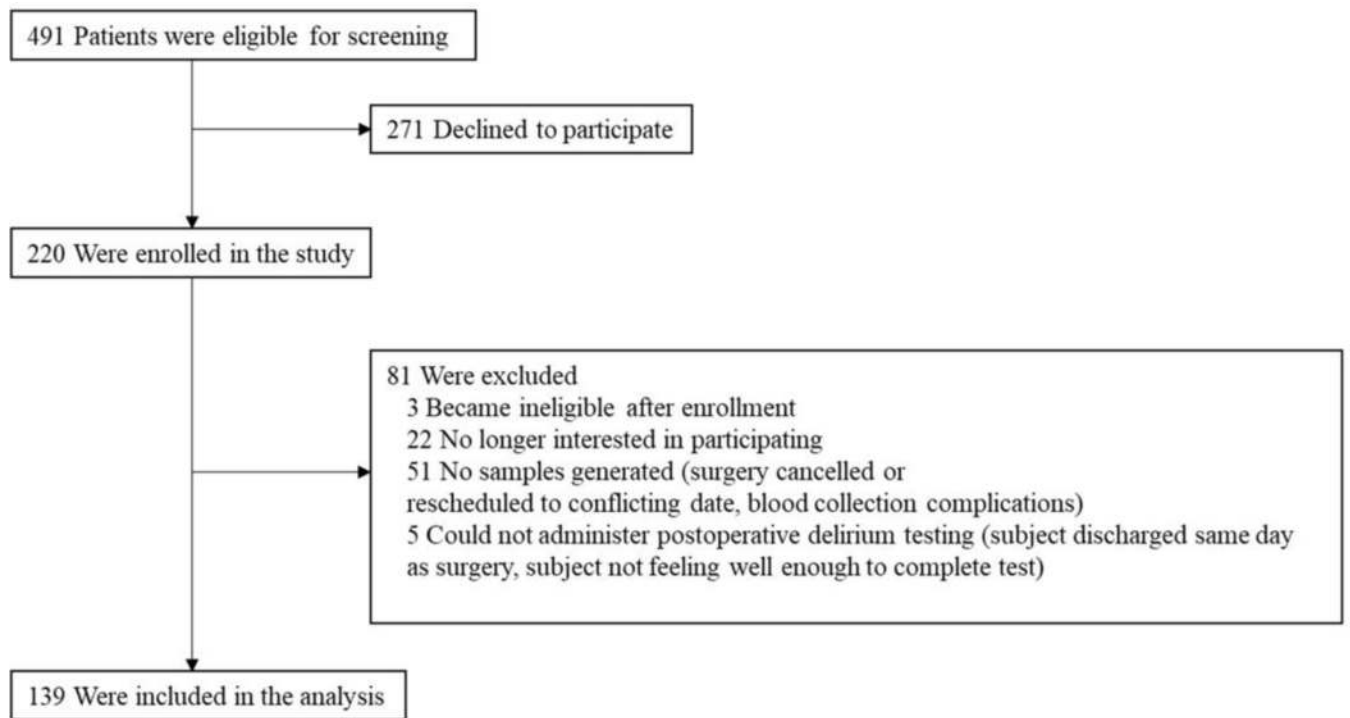 491 Patients were eligible for screening
271 Declined to participate
220 Were enrolled in the study
81 Were excluded
3 Became ineligible after enrollment
22 No longer interested in participating
51 No samples generated (surgery cancelled or
rescheduled to conflicting date, blood collection complications)
5 Could not administer postoperative delirium testing (subject discharged same day
as surgery, subject not feeling well enough to complete test)
139 Were included in the analysis